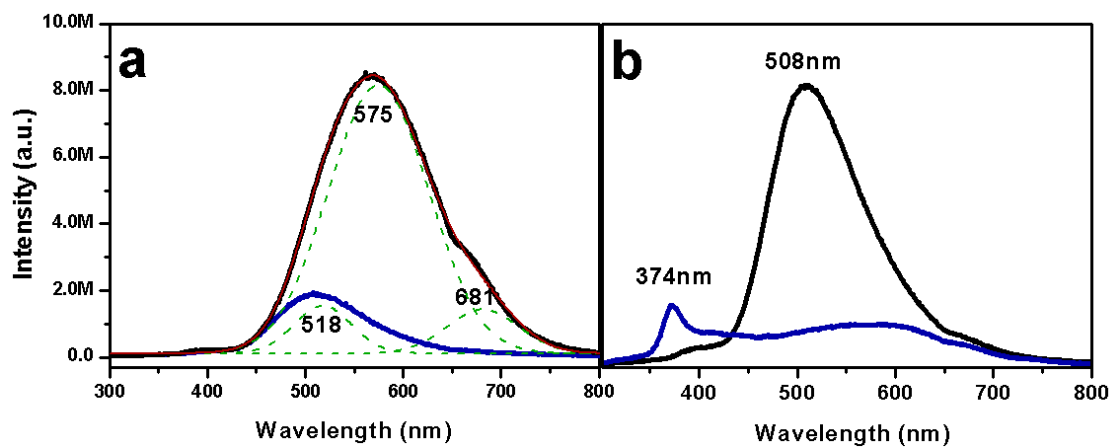 10.0M
8.0M
6.0M
4.0M
2.0M
0.0
Intensity (a.u.)
a
575
518
681
300 400 500 600 700 800
Wavelength (nm)
b
508nm
374nm
400 500 600 700 800
Wavelength (nm)